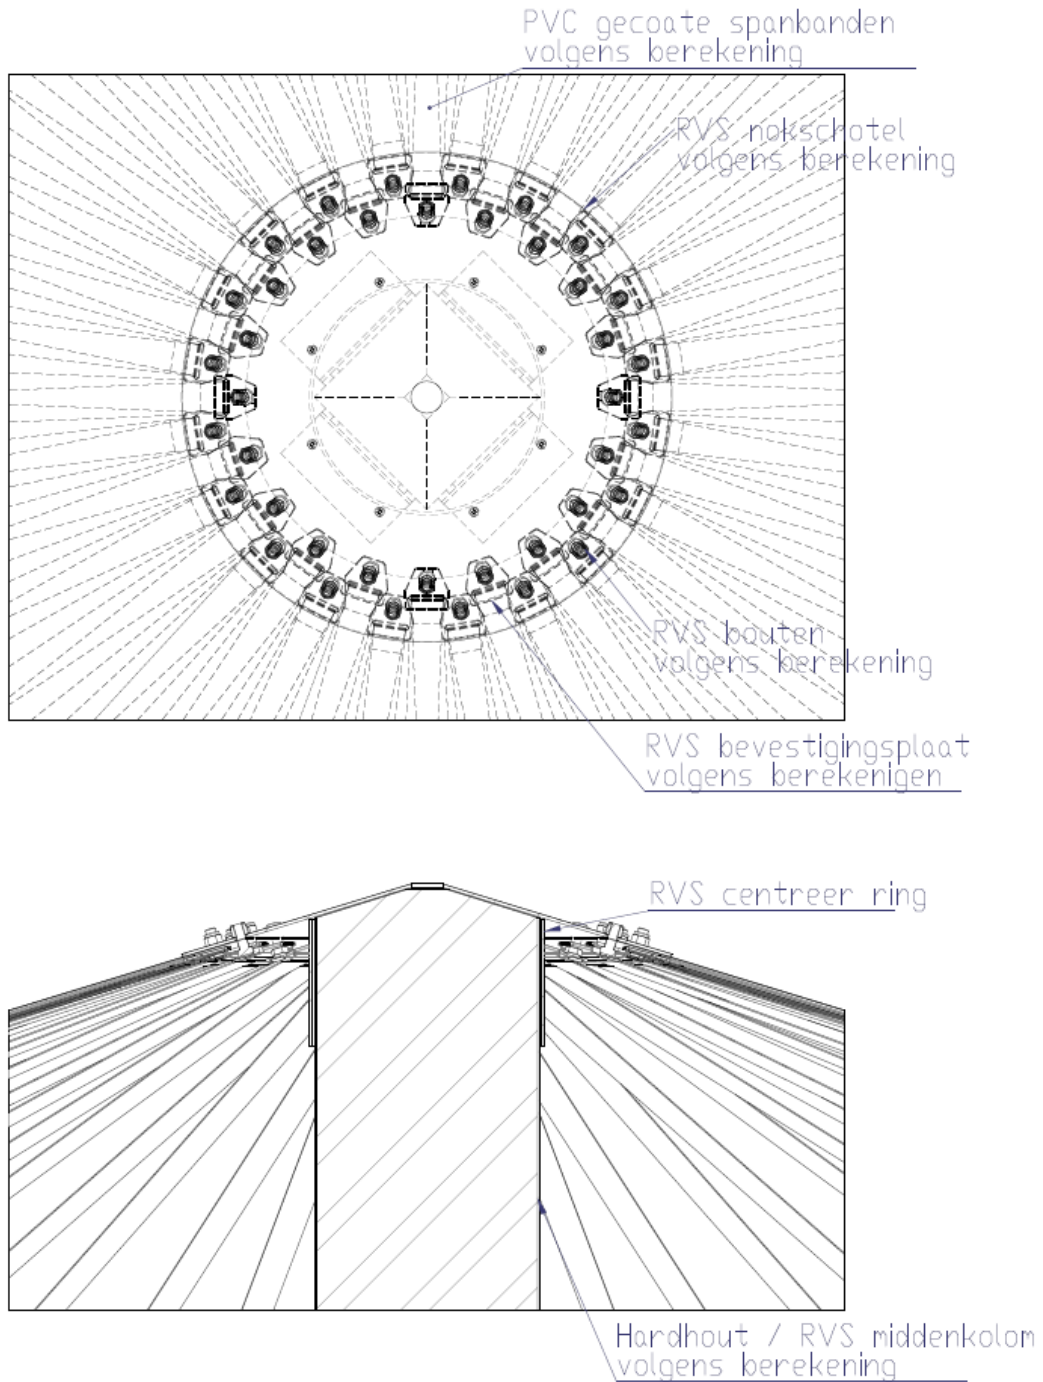 PVC gecoate spanbanden
volgens berekening
RVS nokschotel
volgens berekening
RVS bouten
volgens berekening
RVS bevestigingsplaat
volgens berekenigen
RVS centreer ring
Hardhout / RVS middenkolom
volgens berekening